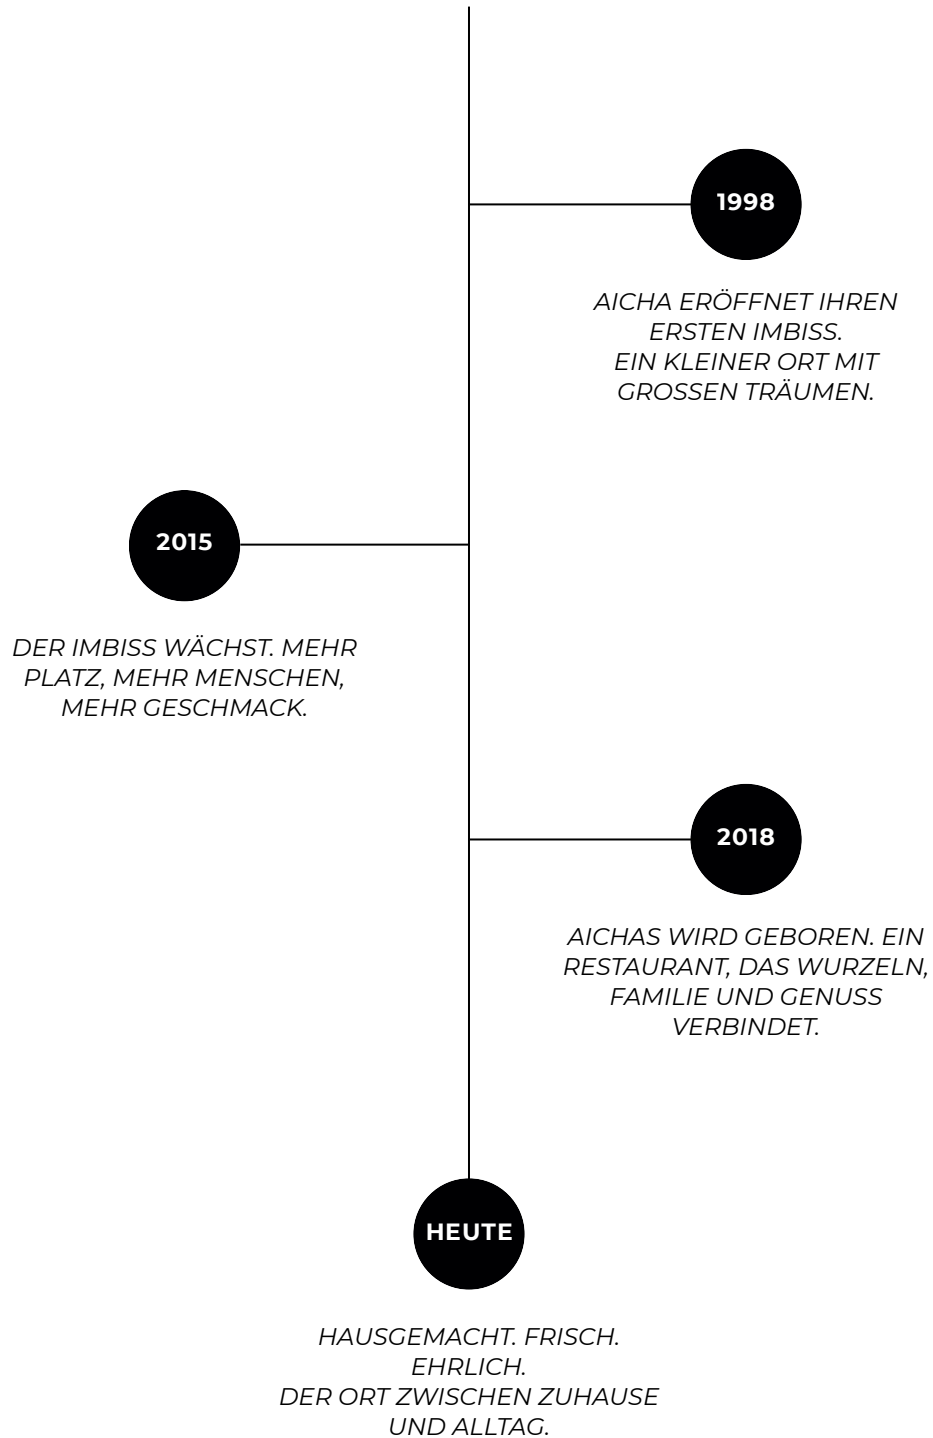 1998
AICHA ERÖFFNET IHREN
ERSTEN IMBISS.
EIN KLEINER ORT MIT
GROSSEN TRÄUMEN.
2015
DER IMBISS WÄCHST. MEHR
PLATZ, MEHR MENSCHEN,
MEHR GESCHMACK.
2018
AICHAS WIRD GEBOREN. EIN
RESTAURANT, DAS WURZELN,
FAMILIE UND GENUSS
VERBINDET.
HEUTE
HAUSGEMACHT. FRISCH.
EHRLICH.
DER ORT ZWISCHEN ZUHAUSE
UND ALLTAG.